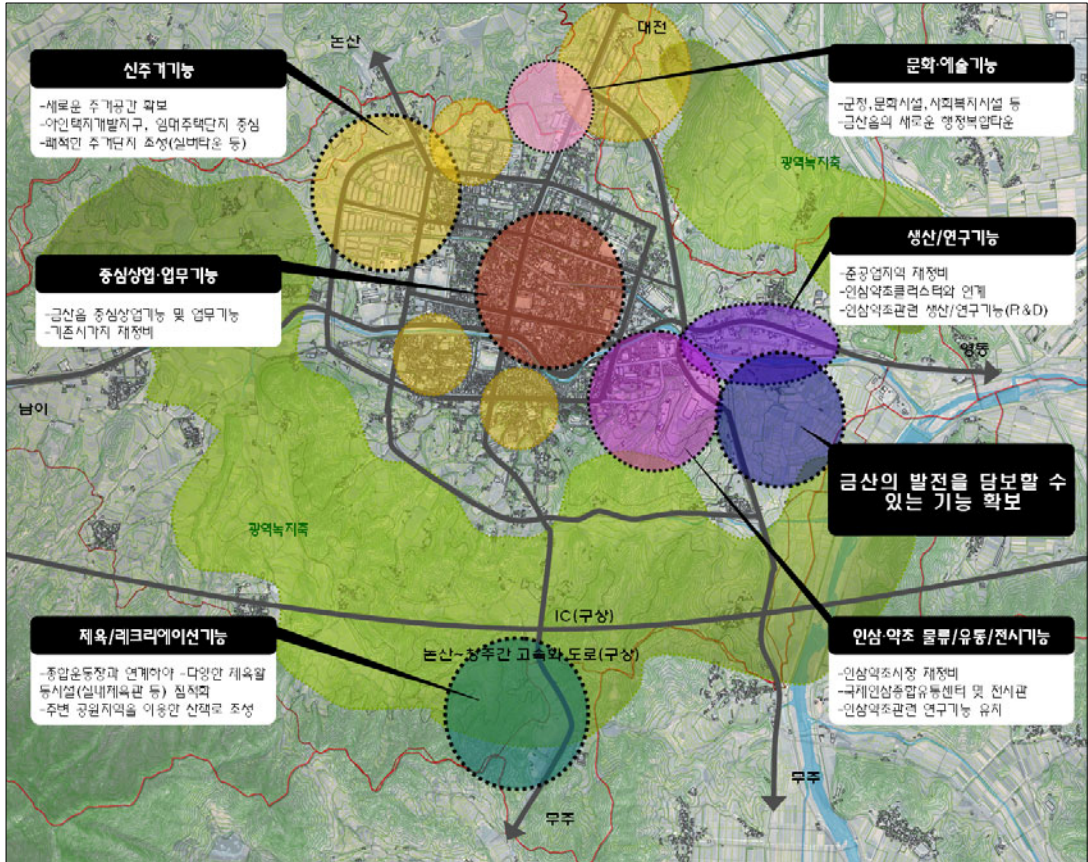 논산
대전
신주거기능
-새로운 주거공간 확보
-아인택지개발지구, 임대주택단지 중심
-쾌적한 주거단지 조성(실버타운 등)
문화·예술기능
-군청,문화시설,사회복지시설 등
-금산읍의 새로운 행정복합타운
광역녹지축
생산/연구기능
-준공업지역 재정비
-인삼약초클러스터와 연계
-인삼약초관련 생산/연구기능(R&D)
중심상업·업무기능
-금산읍 중심상업기능 및 업무기능
-기존시가지 재정비
영동
남이
금산의 발전을 담보할 수
있는 기능 확보
광역녹지축
IC(구상)
논산~청주간 고속화 도로(구상)
체육/레크리에이션기능
-종합운동장과 연계하여 -다양한 체육활
동시설(실내체육관 등) 집적화
-주변 공원지역을 이용한 산책로 조성
인삼·약초 물류/유통/전시기능
-인삼약초시장 재정비
-국제인삼종합유통센터 및 전시관
-인삼약초관련 연구기능 유치
무주
무주